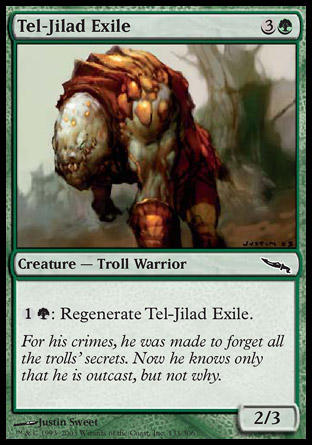 Tel-Jilad Exile 3
Creature — Troll Warrior
1 : Regenerate Tel-Jilad Exile.
For his crimes, he was made to forget all
the trolls' secrets. Now he knows only
that he is outcast, but not why.
Justin Sweet
2/3